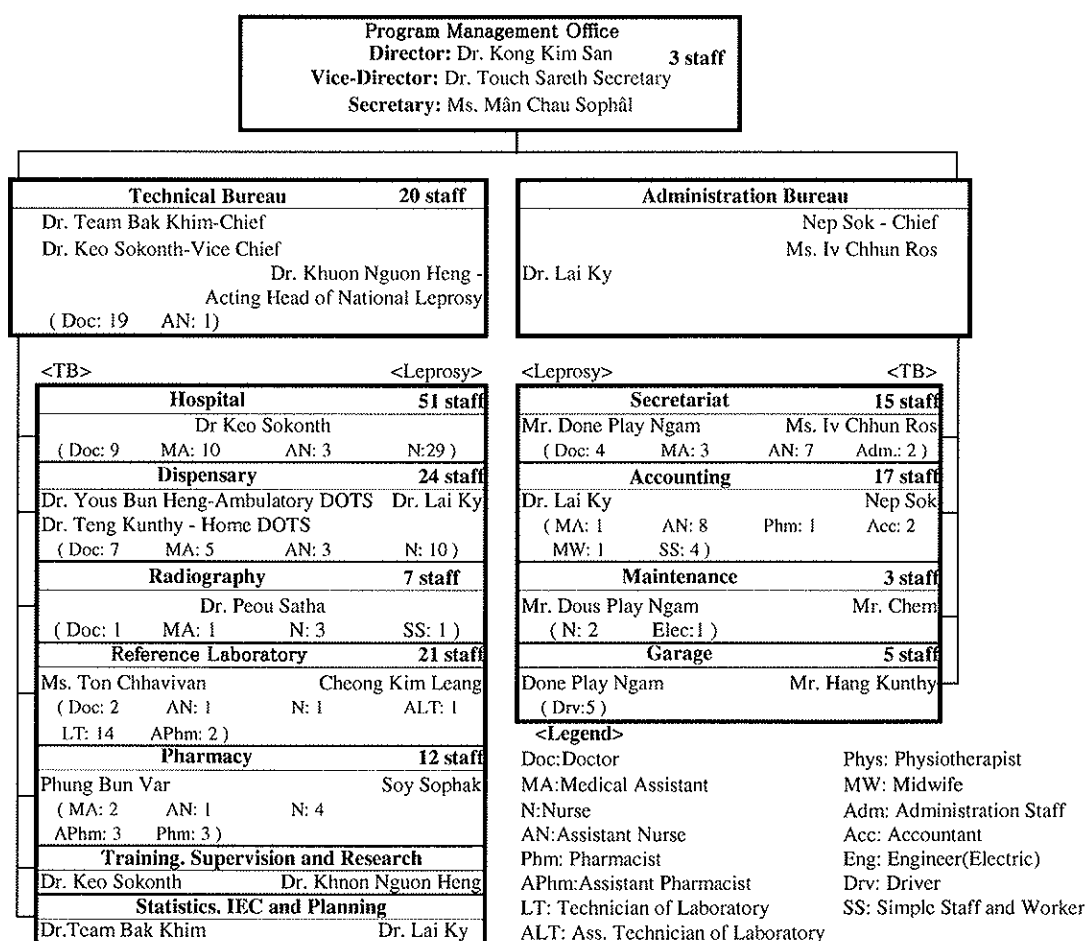 Program Management Office
Director: Dr. Kong Kim San 3 staff
Vice-Director: Dr. Touch Sareth Secretary
Secretary: Ms. Mân Chau Sophâl
Technical Bureau 20 staff
Dr. Team Bak Khim-Chief
Dr. Keo Sokonth-Vice Chief
Dr. Khuon Nguon Heng -
Acting Head of National Leprosy
( Doc: 19 AN: 1)
Administration Bureau
Nep Sok - Chief
Ms. Iv Chhun Ros
Dr. Lai Ky
<TB> <Leprosy>
Hospital 51 staff
Dr Keo Sokonth
( Doc: 9 MA: 10 AN: 3 N:29 )
Dispensary 24 staff
Dr. Yous Bun Heng-Ambulatory DOTS Dr. Lai Ky
Dr. Teng Kunthy - Home DOTS
( Doc: 7 MA: 5 AN: 3 N: 10 )
Radiography 7 staff
Dr. Peou Satha
( Doc: 1 MA: 1 N: 3 SS: 1 )
Reference Laboratory 21 staff
Ms. Ton Chhavivan Cheong Kim Leang
( Doc: 2 AN: 1 N: 1 ALT: 1
LT: 14 APhm: 2 )
Pharmacy 12 staff
Phung Bun Var Soy Sophak
( MA: 2 AN: 1 N: 4
APhm: 3 Phm: 3 )
Training. Supervision and Research
Dr. Keo Sokonth Dr. Khnon Nguon Heng
Statistics. IEC and Planning
Dr.Team Bak Khim Dr. Lai Ky
<Leprosy> <TB>
Secretariat 15 staff
Mr. Done Play Ngam Ms. Iv Chhun Ros
( Doc: 4 MA: 3 AN: 7 Adm.: 2 )
Accounting 17 staff
Dr. Lai Ky Nep Sok
( MA: 1 AN: 8 Phm: 1 Acc: 2
MW: 1 SS: 4 )
Maintenance 3 staff
Mr. Dous Play Ngam Mr. Chem
( N: 2 Elec:1 )
Garage 5 staff
Done Play Ngam Mr. Hang Kunthy
( Drv:5 )
<Legend>
Doc:Doctor Phys: Physiotherapist
MA:Medical Assistant MW: Midwife
N:Nurse Adm: Administration Staff
AN:Assistant Nurse Acc: Accountant
Phm: Pharmacist Eng: Engineer(Electric)
APhm:Assistant Pharmacist Drv: Driver
LT: Technician of Laboratory SS: Simple Staff and Worker
ALT: Ass. Technician of Laboratory